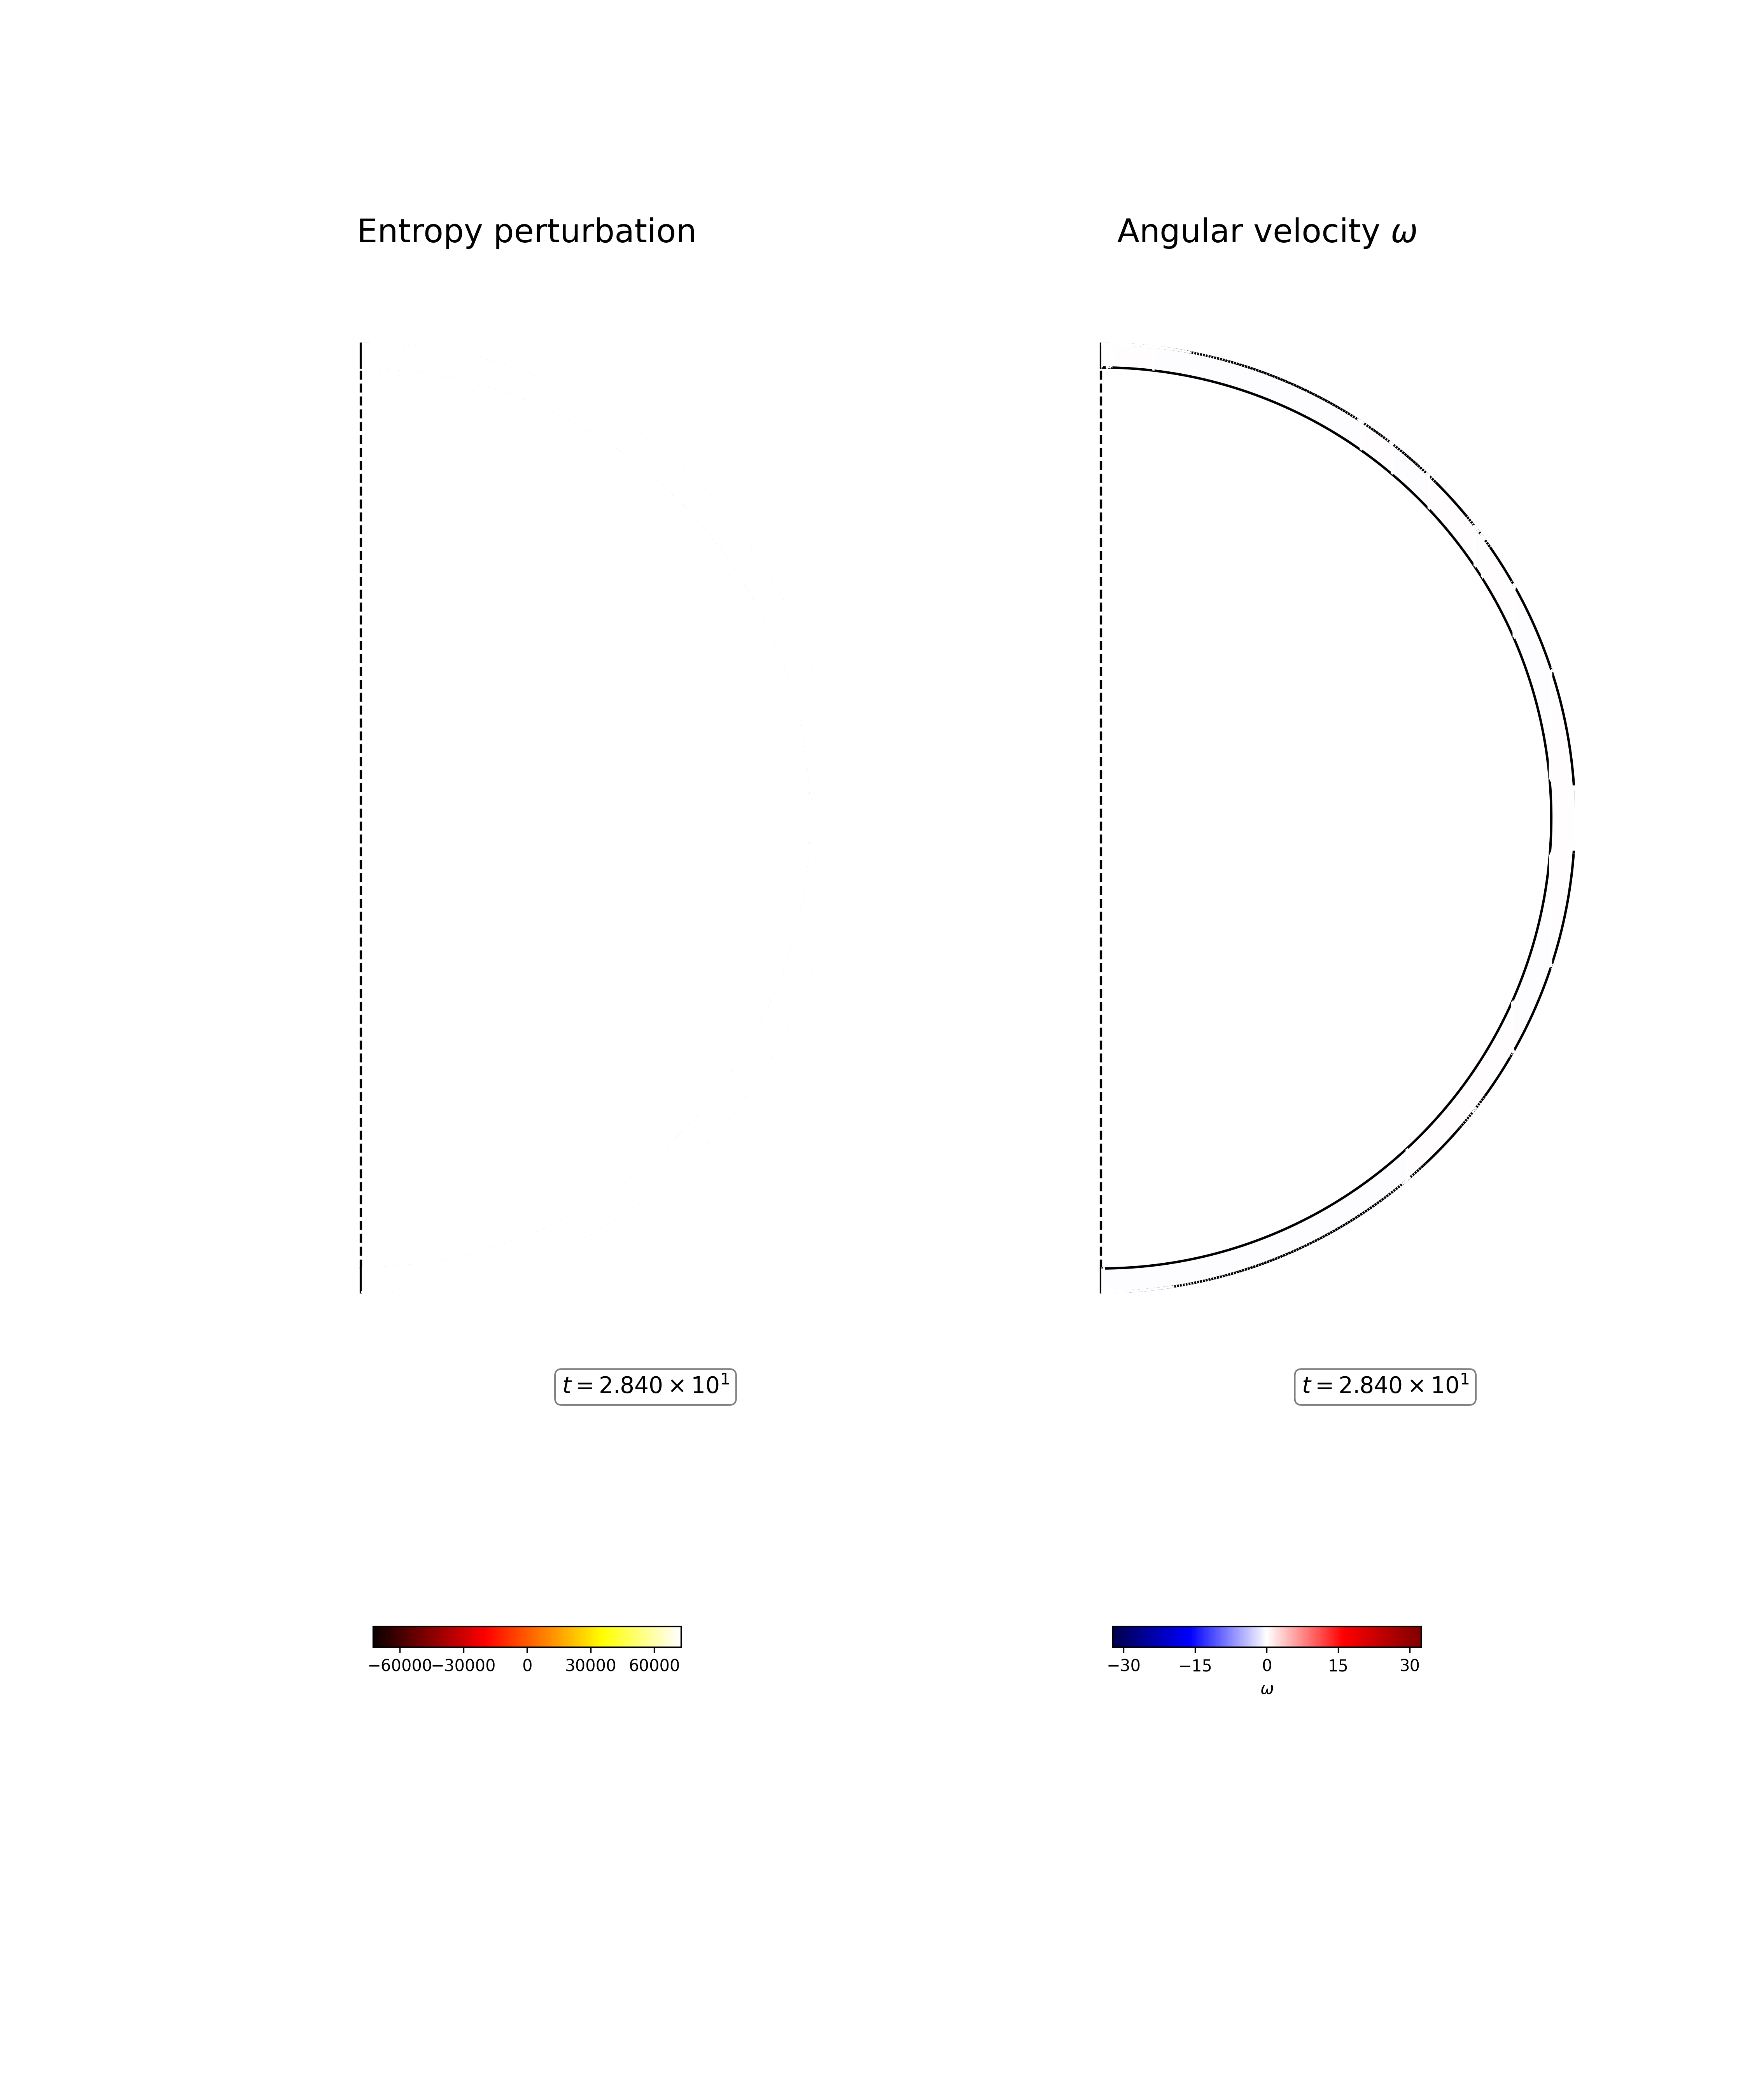 Entropy perturbation
Angular velocity ω
t = 2.840 × 10¹
t = 2.840 × 10¹
−60000 −30000 0 30000 60000
−30 −15 0 15 30
ω